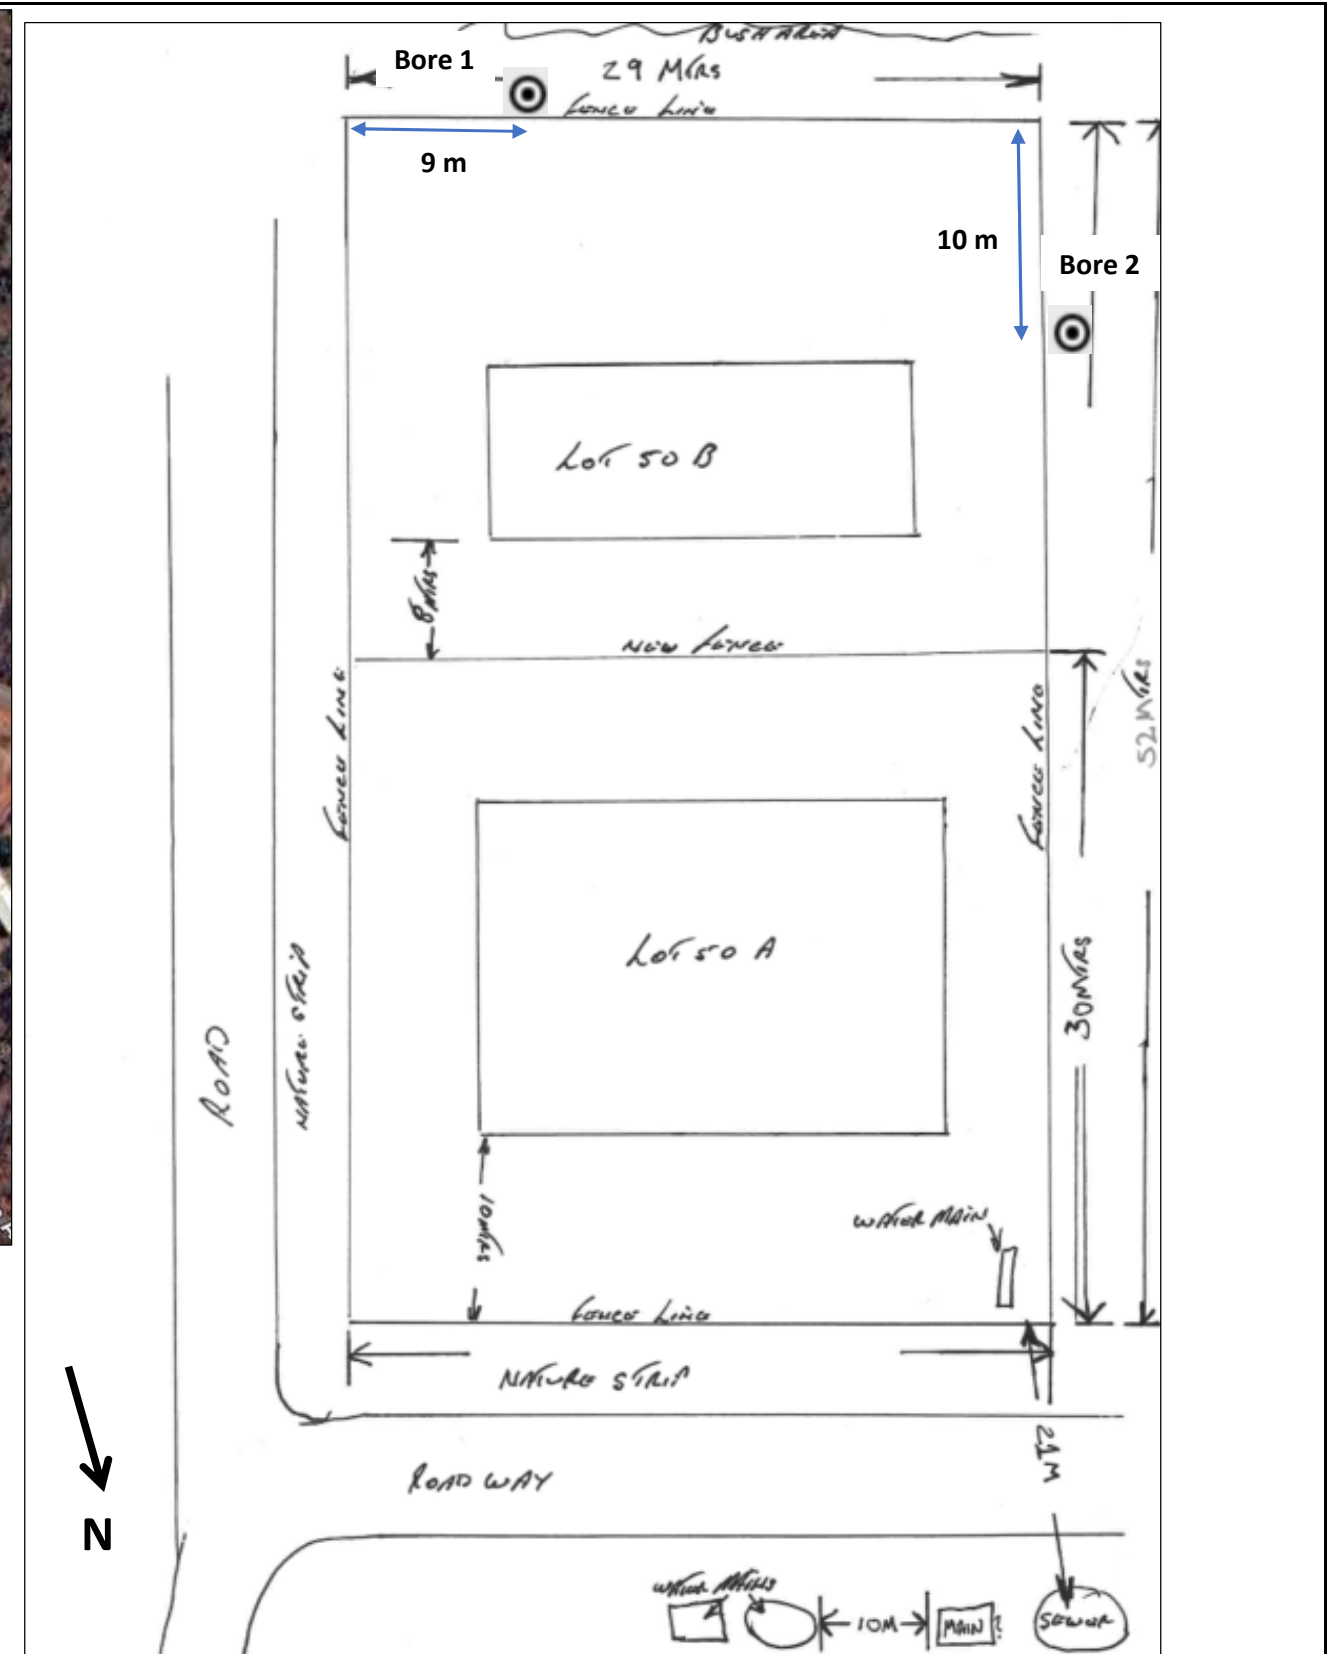 BUSH AREA
Bore 1
29 MTRS
FENCE LINE
9 m
10 m
Bore 2
LOT 50 B
8 MTRS
NEW FENCE
FENCE LINE
FENCE LINE
52 MTRS
LOT 50 A
30 MTRS
NATURE STRIP
ROAD
10 MTRS
WATER MAIN
FENCE LINE
NATURE STRIP
21M
ROAD WAY
N
WATER MAINS
10M
MAIN ?
SEWER